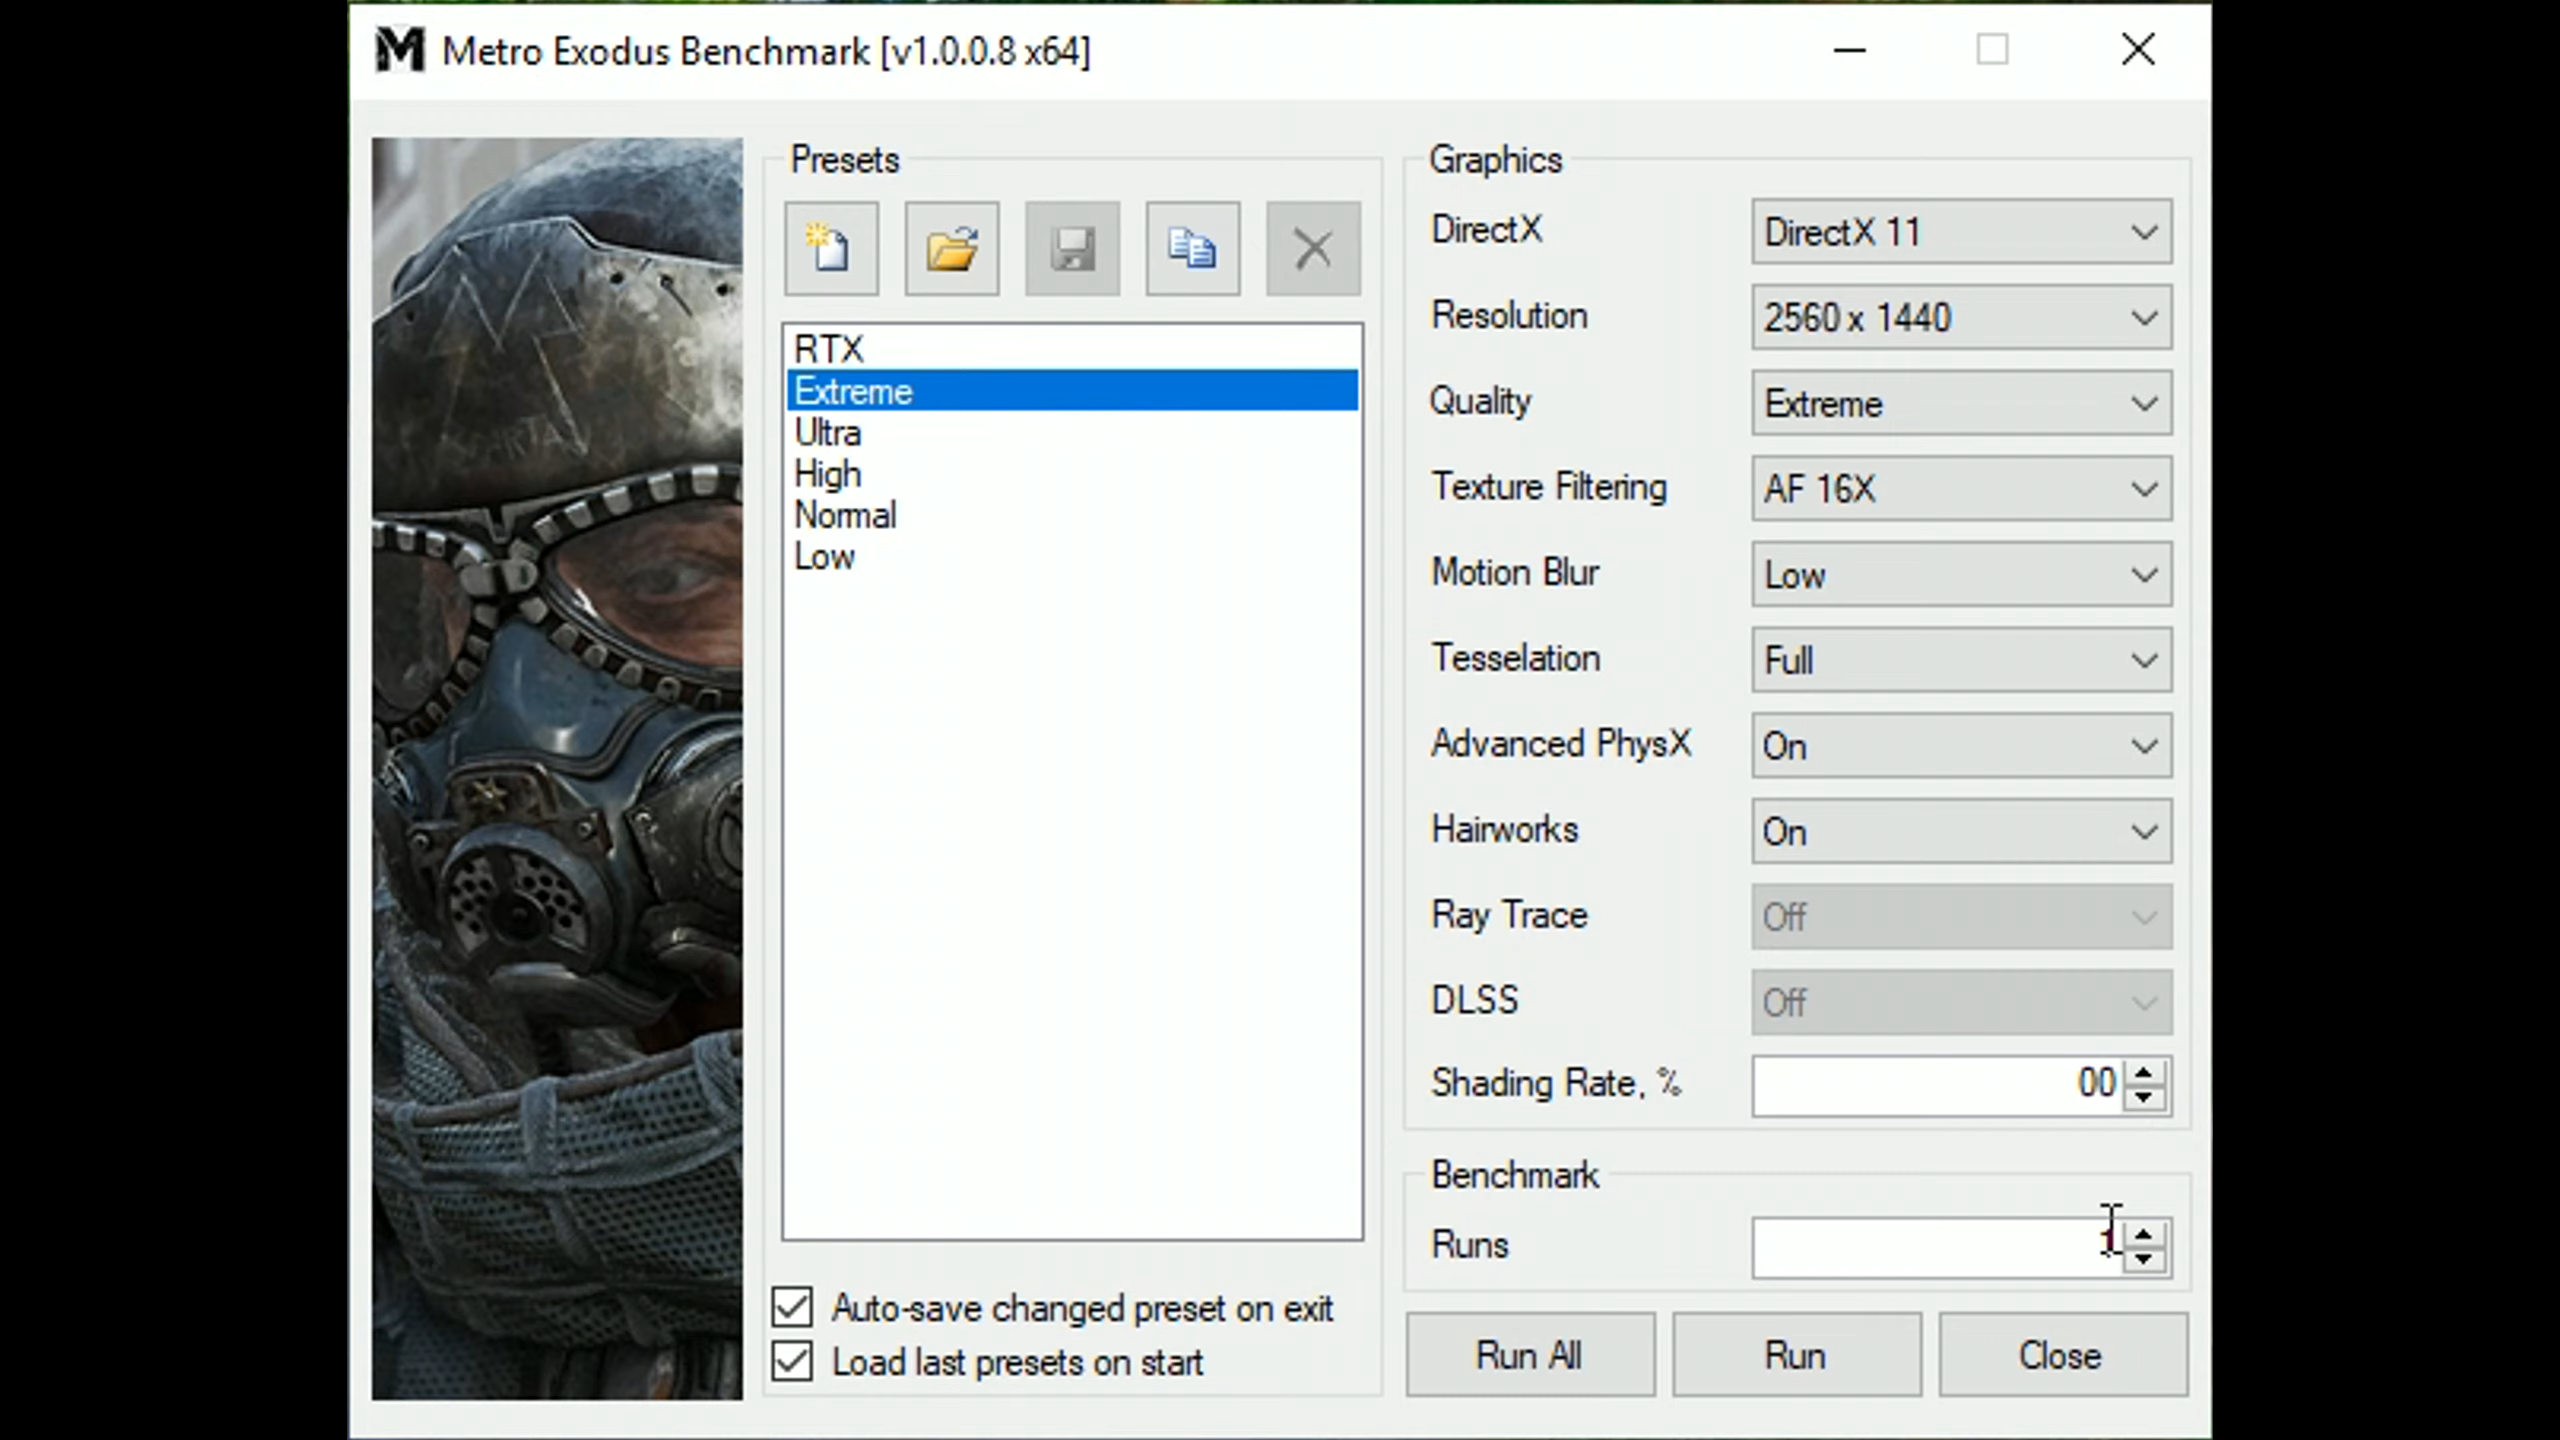 Metro Exodus Benchmark [v1.0.0.8 x64]
Presets
RTX
Extreme
Ultra
High
Normal
Low
Auto-save changed preset on exit
Load last presets on start
Graphics
DirectX DirectX 11
Resolution 2560 x 1440
Quality Extreme
Texture Filtering AF 16X
Motion Blur Low
Tesselation Full
Advanced PhysX On
Hairworks On
Ray Trace Off
DLSS Off
Shading Rate, % 00
Benchmark
Runs
Run All Run Close